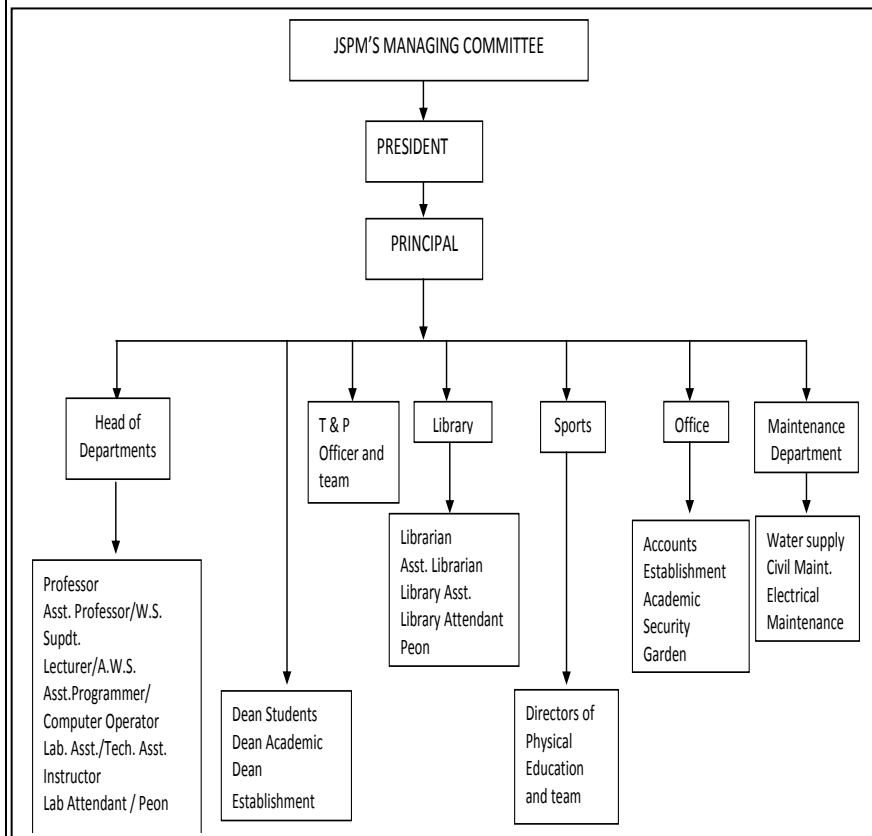 JSPM'S MANAGING COMMITTEE
PRESIDENT
PRINCIPAL
Head of
Departments
T & P
Officer and
team
Library
Sports
Office
Maintenance
Department
Professor
Asst. Professor/W.S.
Supdt.
Lecturer/A.W.S.
Asst.Programmer/
Computer Operator
Lab. Asst./Tech. Asst.
Instructor
Lab Attendant / Peon
Dean Students
Dean Academic
Dean
Establishment
Librarian
Asst. Librarian
Library Asst.
Library Attendant
Peon
Directors of
Physical
Education
and team
Accounts
Establishment
Academic
Security
Garden
Water supply
Civil Maint.
Electrical
Maintenance